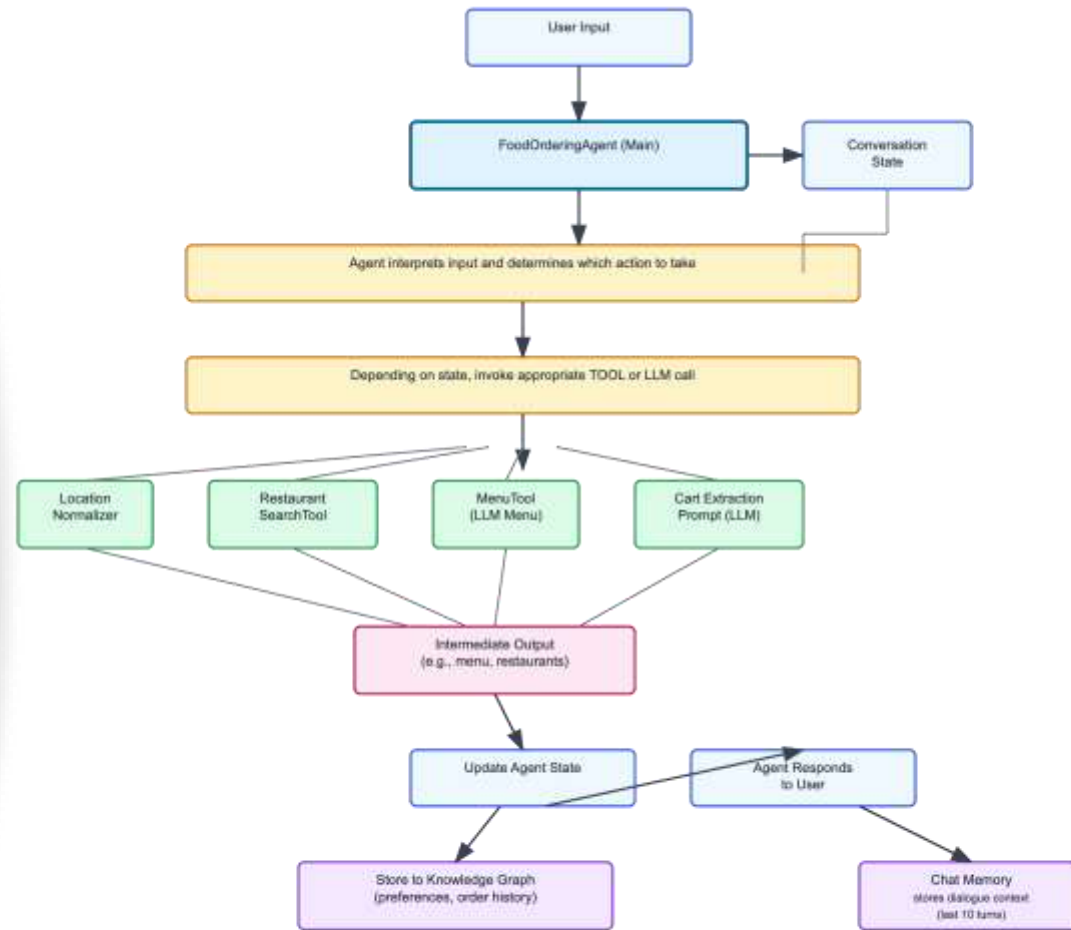 User Input
FoodOrderingAgent (Main)
Conversation
State
Agent interprets input and determines which action to take
Depending on state, invoke appropriate TOOL or LLM call
Location
Normalizer
Restaurant
SearchTool
MenuTool
(LLM Menu)
Cart Extraction
Prompt (LLM)
Intermediate Output
(e.g., menu, restaurants)
Update Agent State
Agent Responds
to User
Store to Knowledge Graph
(preferences, order history)
Chat Memory
stores dialogue context
(last 10 turns)